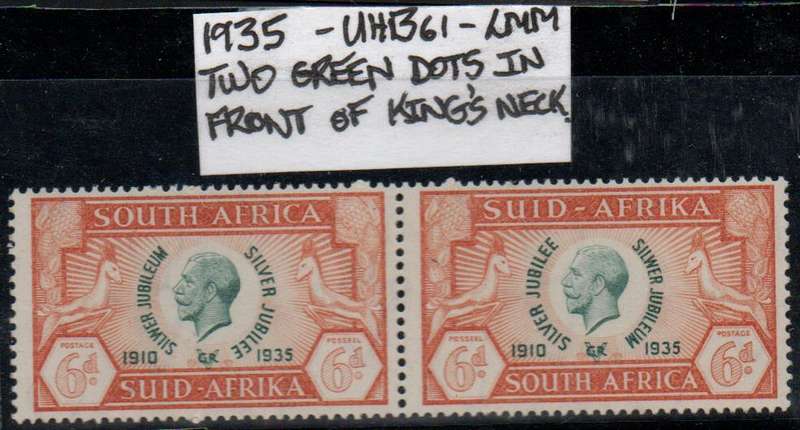 1935 - UHB61 - LMM
TWO GREEN DOTS IN
FRONT OF KING'S NECK.
SOUTH AFRICA
SILWER JUBILEUM
SILVER JUBILEE
1910
GR
1935
POSTAGE
6d.
POSSEEL
6d.
SUID-AFRIKA
SUID-AFRIKA
SILVER JUBILEE
SILWER JUBILEUM
1910
GR
1935
POSTAGE
6d.
POSSEEL
6d.
SOUTH AFRICA